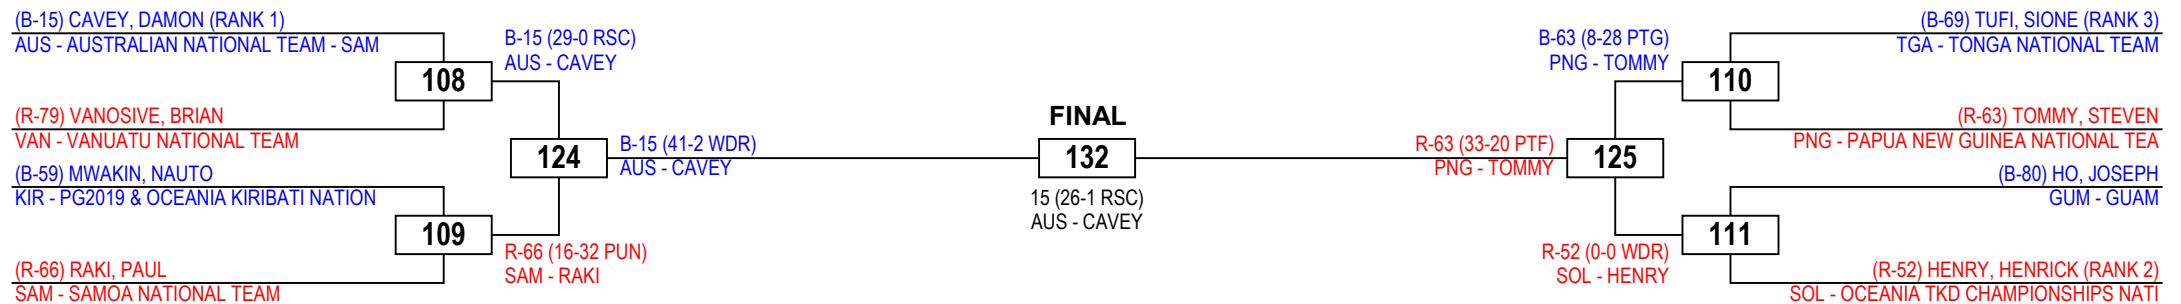 (B-15) CAVEY, DAMON (RANK 1)
AUS - AUSTRALIAN NATIONAL TEAM - SAM
108
(R-79) VANOSIVE, BRIAN
VAN - VANUATU NATIONAL TEAM
B-15 (29-0 RSC)
AUS - CAVEY
124
(B-59) MWAKIN, NAUTO
KIR - PG2019 & OCEANIA KIRIBATI NATION
109
(R-66) RAKI, PAUL
SAM - SAMOA NATIONAL TEAM
R-66 (16-32 PUN)
SAM - RAKI
B-15 (41-2 WDR)
AUS - CAVEY
FINAL
132
15 (26-1 RSC)
AUS - CAVEY
R-63 (33-20 PTF)
PNG - TOMMY
125
B-63 (8-28 PTG)
PNG - TOMMY
(B-69) TUFI, SIONE (RANK 3)
TGA - TONGA NATIONAL TEAM
110
(R-63) TOMMY, STEVEN
PNG - PAPUA NEW GUINEA NATIONAL TEA
R-52 (0-0 WDR)
SOL - HENRY
(B-80) HO, JOSEPH
GUM - GUAM
111
(R-52) HENRY, HENRICK (RANK 2)
SOL - OCEANIA TKD CHAMPIONSHIPS NATI